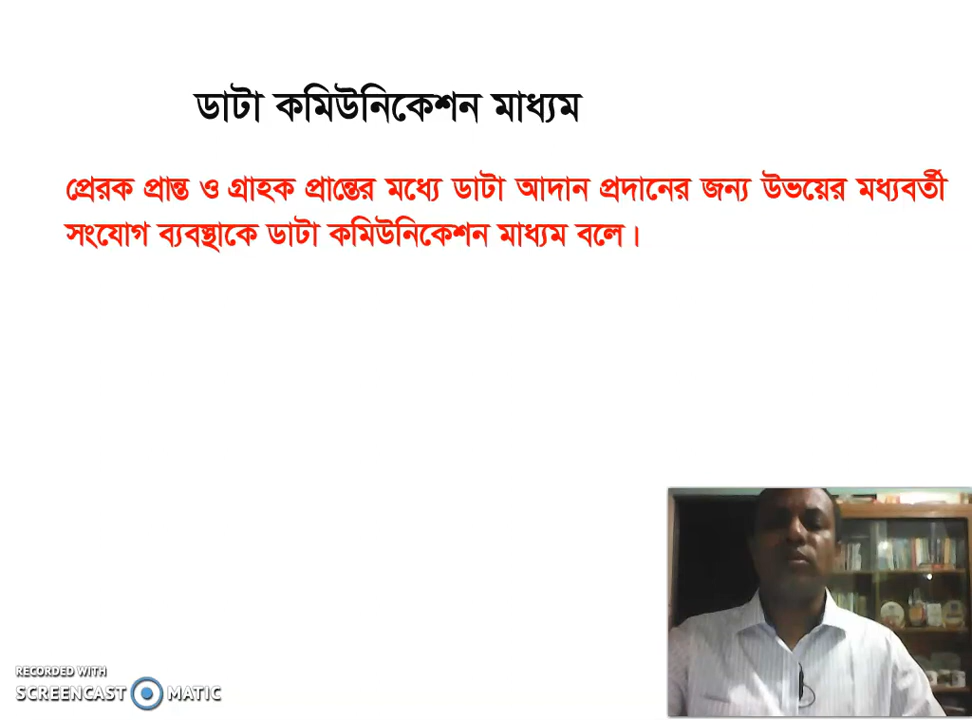 ডাটা কমিউনিকেশন মাধ্যম
প্রেরক প্রান্ত ও গ্রাহক প্রান্তের মধ্যে ডাটা আদান প্রদানের জন্য উভয়ের মধ্যবর্তী
সংযোগ ব্যবস্থাকে ডাটা কমিউনিকেশন মাধ্যম বলে।
RECORDED WITH
SCREENCAST MATIC